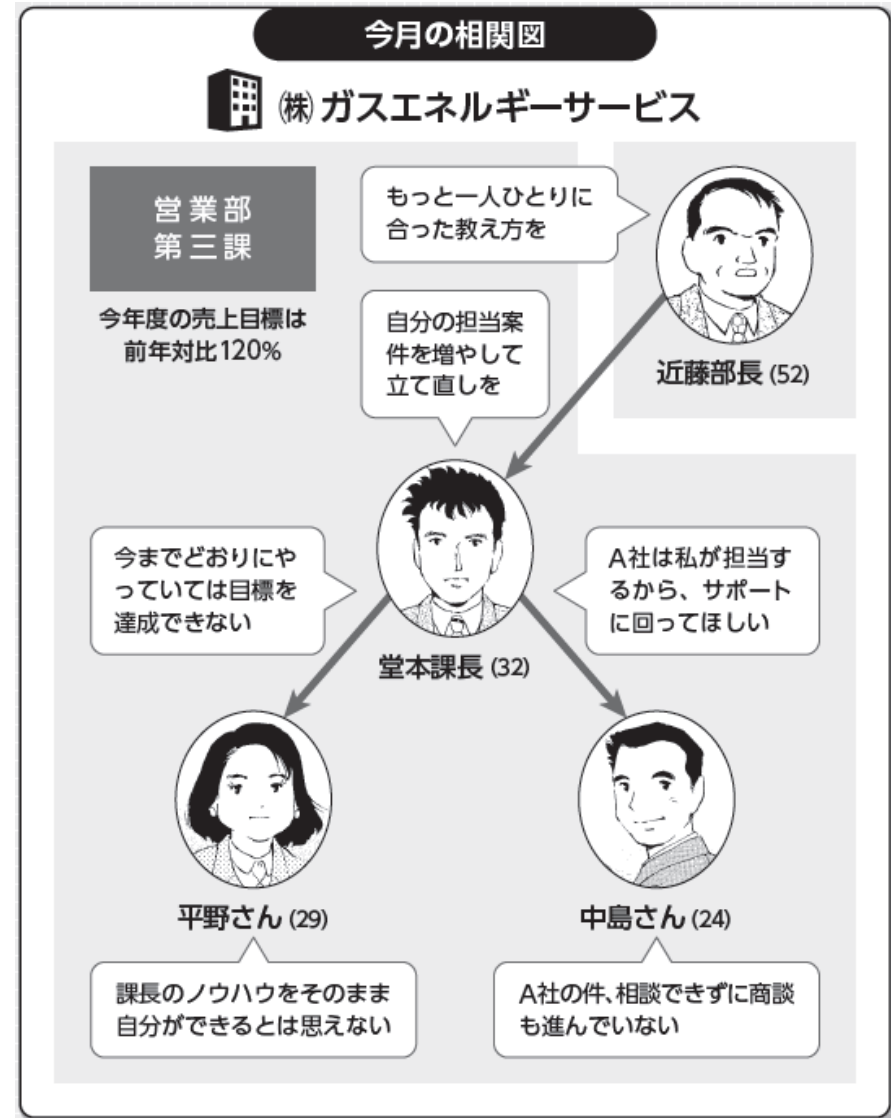 今月の相関図
㈱ガスエネルギーサービス
営業部
第三課
今年度の売上目標は
前年対比120%
もっと一人ひとりに
合った教え方を
近藤部長 (52)
自分の担当案
件を増やして
立て直しを
堂本課長 (32)
今までどおりにや
っていては目標を
達成できない
A社は私が担当す
るから、サポート
に回ってほしい
平野さん (29)
課長のノウハウをそのまま
自分ができるとは思えない
中島さん (24)
A社の件、相談できずに商談
も進んでいない